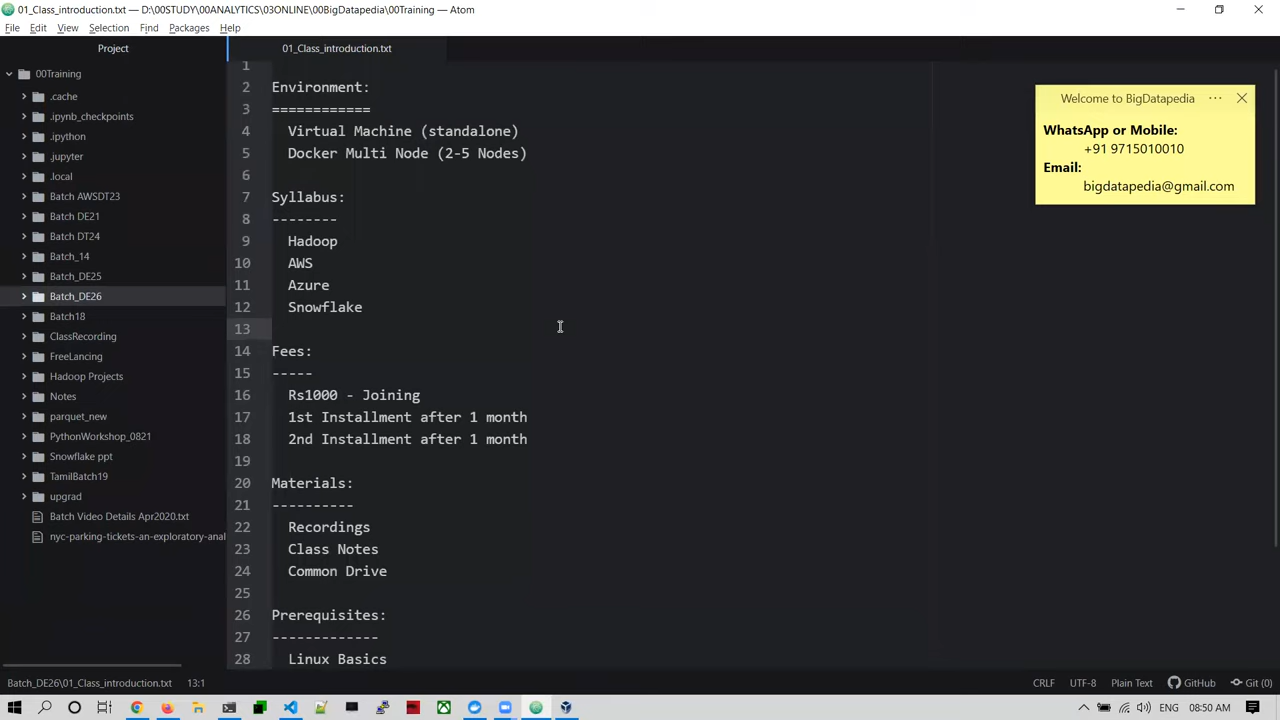 01_Class_introduction.txt — D:\00STUDY\00ANALYTICS\03ONLINE\00BigDatapedia\00Training — Atom
File Edit View Selection Find Packages Help
Project
00Training
.cache
.ipynb_checkpoints
.ipython
.jupyter
.local
Batch AWSDT23
Batch DE21
Batch DT24
Batch_14
Batch_DE25
Batch_DE26
Batch18
ClassRecording
FreeLancing
Hadoop Projects
Notes
parquet_new
PythonWorkshop_0821
Snowflake ppt
TamilBatch19
upgrad
Batch Video Details Apr2020.txt
nyc-parking-tickets-an-exploratory-anal
01_Class_introduction.txt
1
2 Environment:
3 ============
4 Virtual Machine (standalone)
5 Docker Multi Node (2-5 Nodes)
6
7 Syllabus:
8 --------
9 Hadoop
10 AWS
11 Azure
12 Snowflake
13
14 Fees:
15 -----
16 Rs1000 - Joining
17 1st Installment after 1 month
18 2nd Installment after 1 month
19
20 Materials:
21 ----------
22 Recordings
23 Class Notes
24 Common Drive
25
26 Prerequisites:
27 -------------
28 Linux Basics
Welcome to BigDatapedia ...
WhatsApp or Mobile:
+91 9715010010
Email:
bigdatapedia@gmail.com
Batch_DE26\01_Class_introduction.txt 13:1
CRLF UTF-8 Plain Text GitHub Git (0)
ENG 08:50 AM